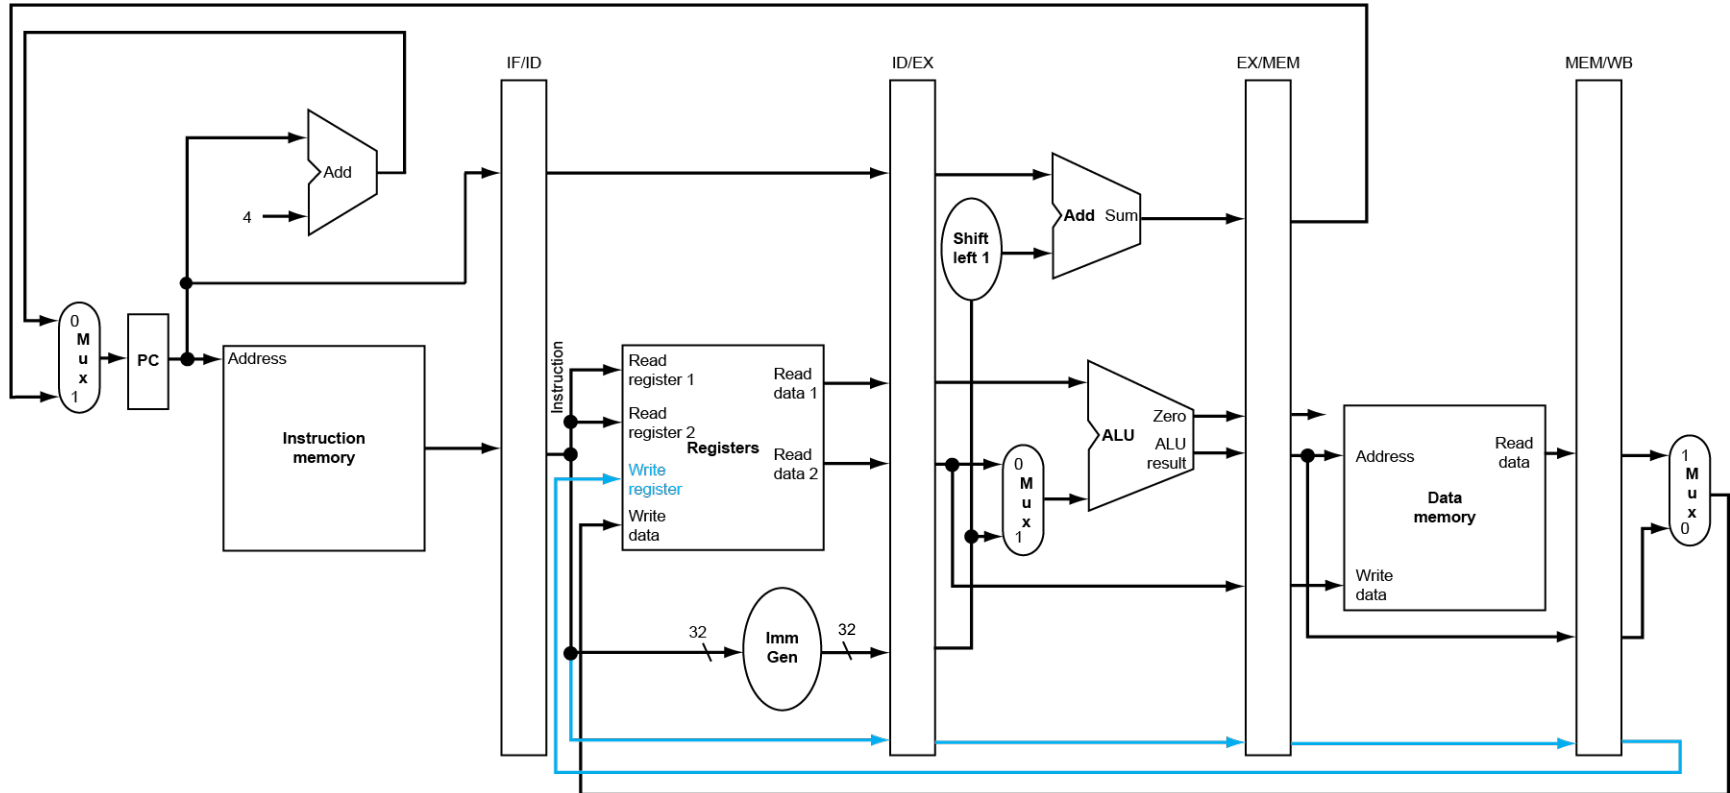 IF/ID
ID/EX
EX/MEM
MEM/WB
Add
4
Add Sum
Shift
left 1
0
M
u
x
1
PC
Address
Instruction
memory
Instruction
Read
register 1
Read
register 2
Registers
Write
register
Write
data
Read
data 1
Read
data 2
0
M
u
x
1
Zero
ALU
ALU
result
Address
Read
data
Data
memory
Write
data
1
M
u
x
0
32
Imm
Gen
32